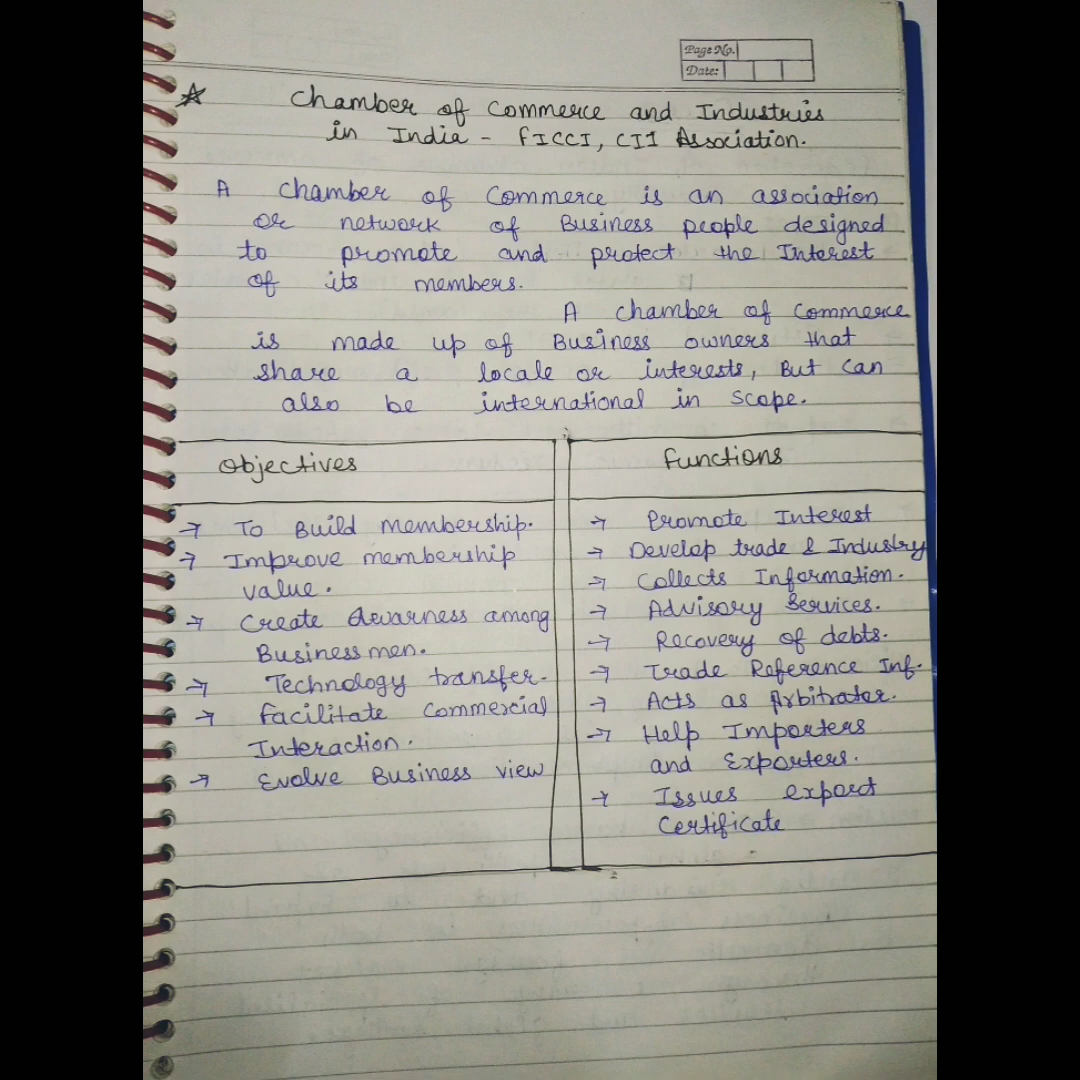 Page No.
Date:
☆ Chamber of Commerce and Industries
in India - FICCI, CII Association.
A chamber of commerce is an association
or network of Business people designed
to promote and protect the Interest
of its members.
A chamber of commerce
is made up of Business owners that
share a locale or interests, But can
also be international in scope.
Objectives
→ To Build membership.
→ Improve membership
value.
→ Create Awarness among
Businessmen.
→ Technology transfer.
→ facilitate commercial
Interaction.
→ Evolve Business view
Functions
→ Promote Interest
→ Develop trade & Industry
→ Collects Information.
→ Advisory Services.
→ Recovery of debts.
→ Trade Reference Inf.
→ Acts as Arbitrator.
→ Help Importers
and Exporters.
→ Issues export
Certificate